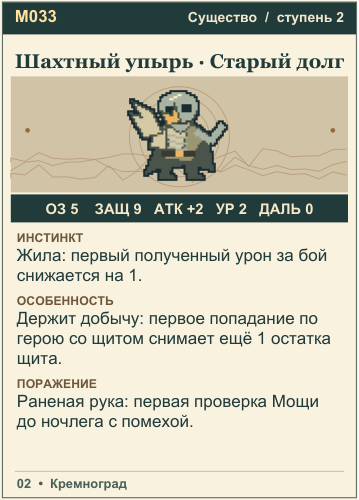 М033
Существо / ступень 2
Шахтный упырь · Старый долг
ОЗ 5 ЗАЩ 9 АТК +2 УР 2 ДАЛЬ 0
ИНСТИНКТ
Жила: первый полученный урон за бой
снижается на 1.
ОСОБЕННОСТЬ
Держит добычу: первое попадание по
герою со щитом снимает ещё 1 остатка
щита.
ПОРАЖЕНИЕ
Раненая рука: первая проверка Мощи
до ночлега с помехой.
02 • Кремноград